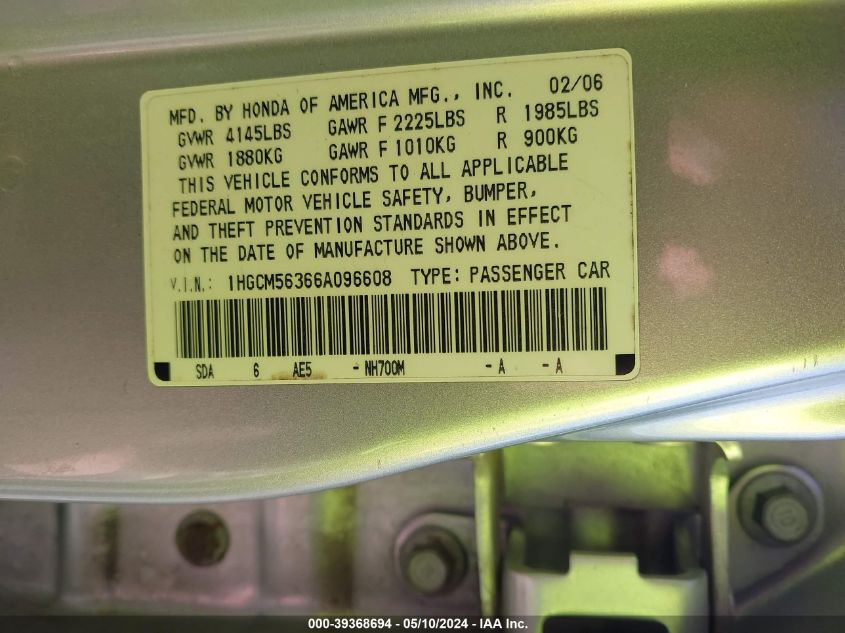 MFD. BY HONDA OF AMERICA MFG., INC. 02/06
GVWR 4145LBS GAWR F 2225LBS R 1985LBS
GVWR 1880KG GAWR F 1010KG R 900KG
THIS VEHICLE CONFORMS TO ALL APPLICABLE
FEDERAL MOTOR VEHICLE SAFETY, BUMPER,
AND THEFT PREVENTION STANDARDS IN EFFECT
ON THE DATE OF MANUFACTURE SHOWN ABOVE.
V.I.N.: 1HGCM56366A096608 TYPE: PASSENGER CAR
SDA 6 AE5 - NH700M - A - A
000-39368694 - 05/10/2024 - IAA Inc.